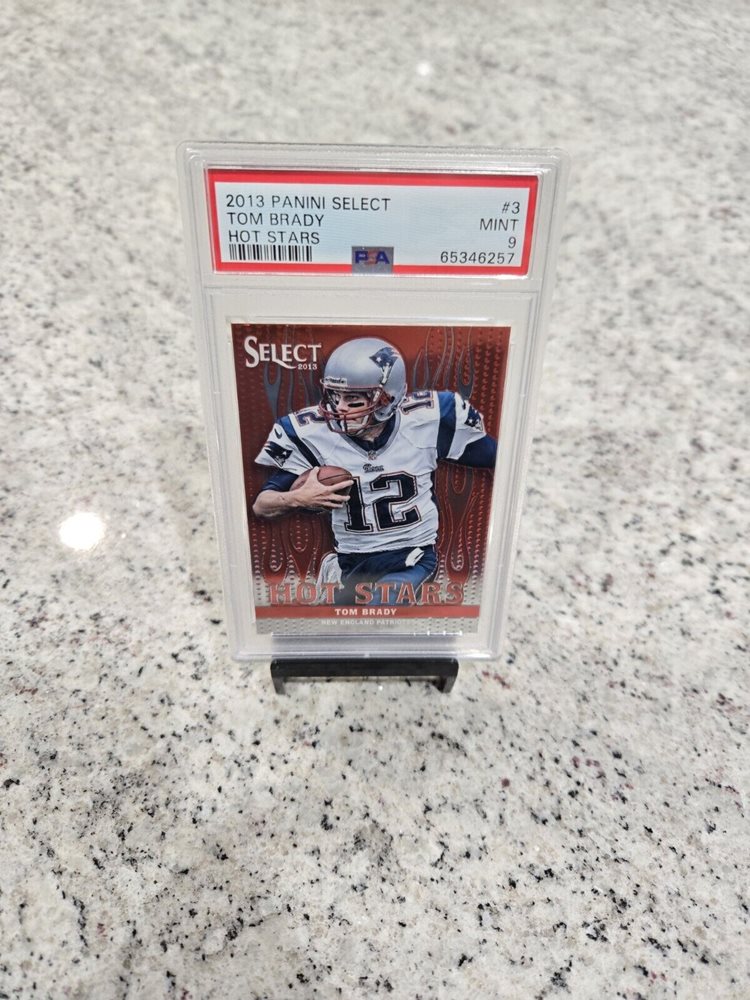 2013 PANINI SELECT #3
TOM BRADY MINT
HOT STARS 9
PSA 65346257
SELECT
2013
12
12
HOT STARS
TOM BRADY
NEW ENGLAND PATRIOTS